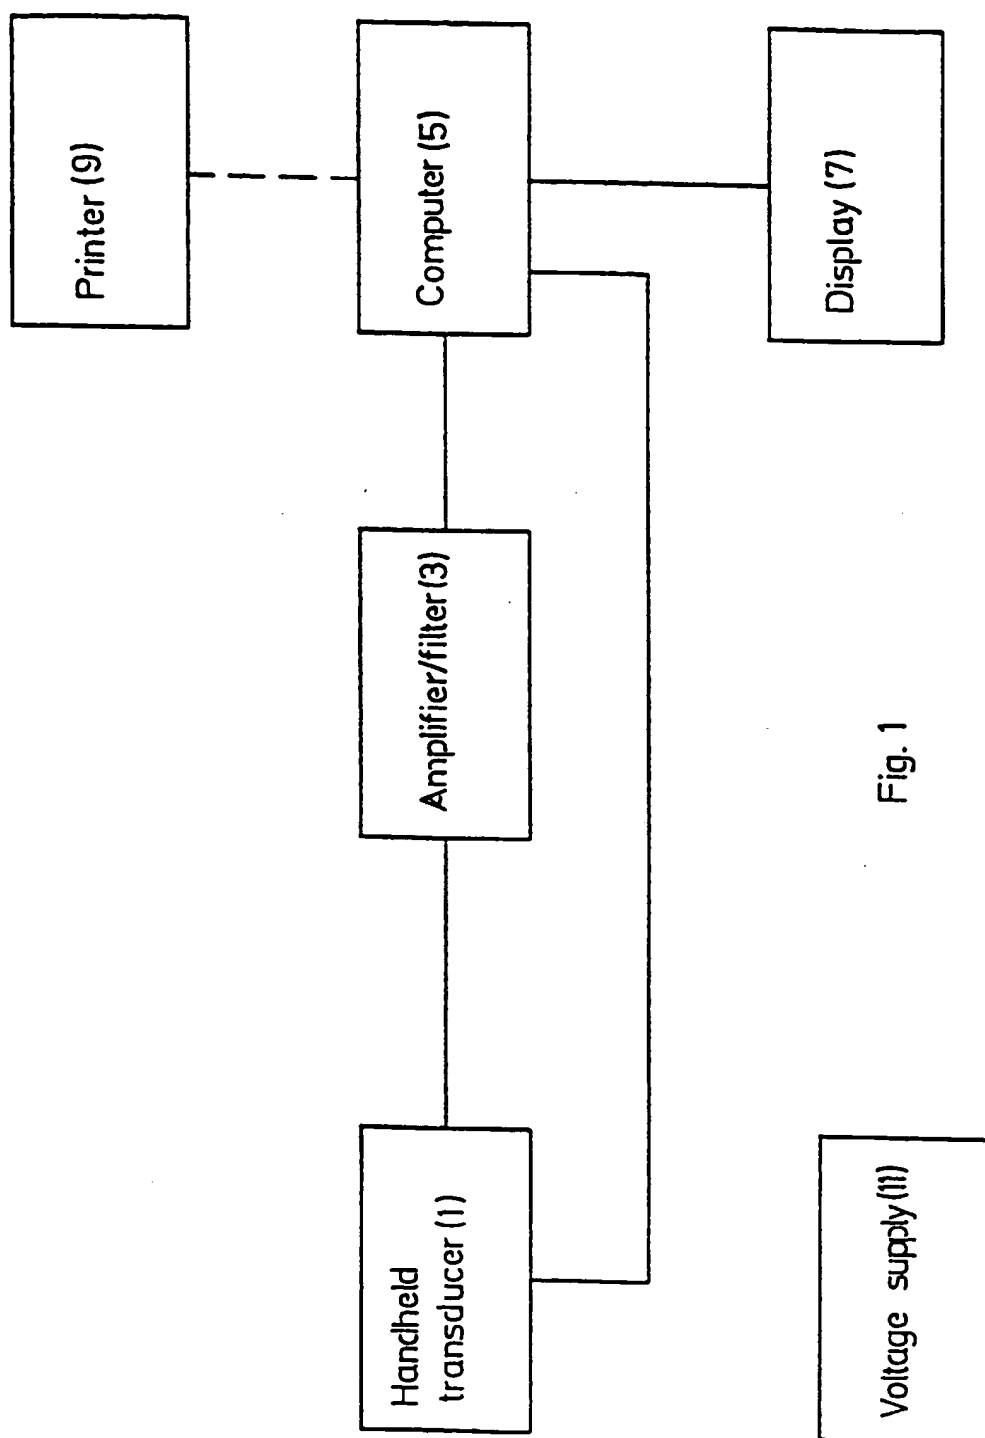 Printer (9)
Handheld
transducer (1)
Amplifier/filter (3)
Computer (5)
Voltage supply (11)
Display (7)
Fig. 1